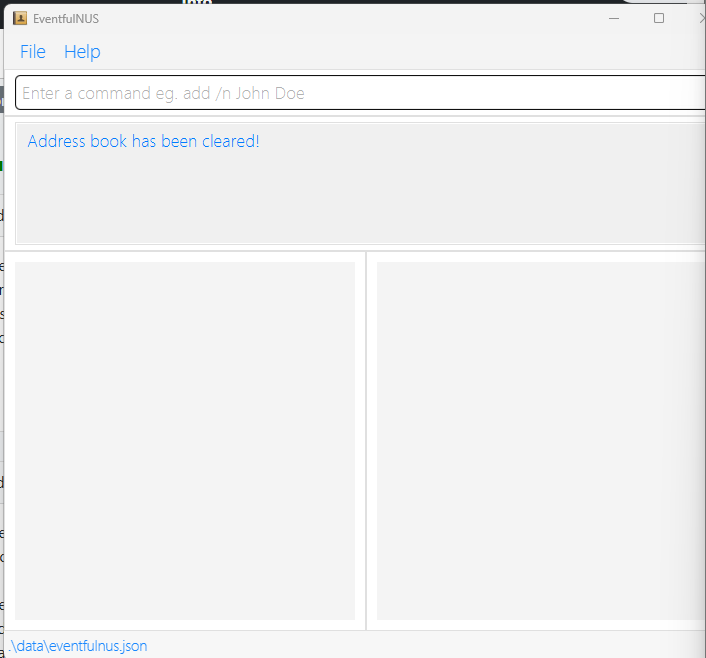 EventfulNUS
File Help
Enter a command eg. add /n John Doe
Address book has been cleared!
.\data\eventfulnus.json